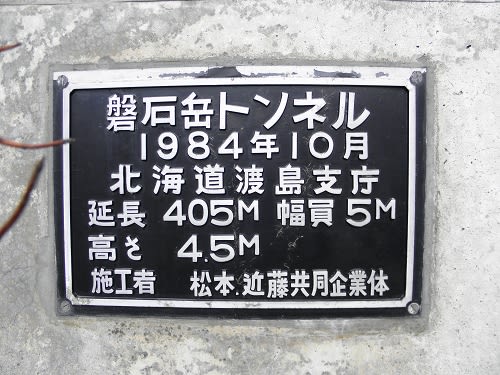 磐石岳トンネル
1984年10月
北海道渡島支庁
延長 405M 幅員 5M
高さ 4.5M
施工者 松本.近藤共同企業体